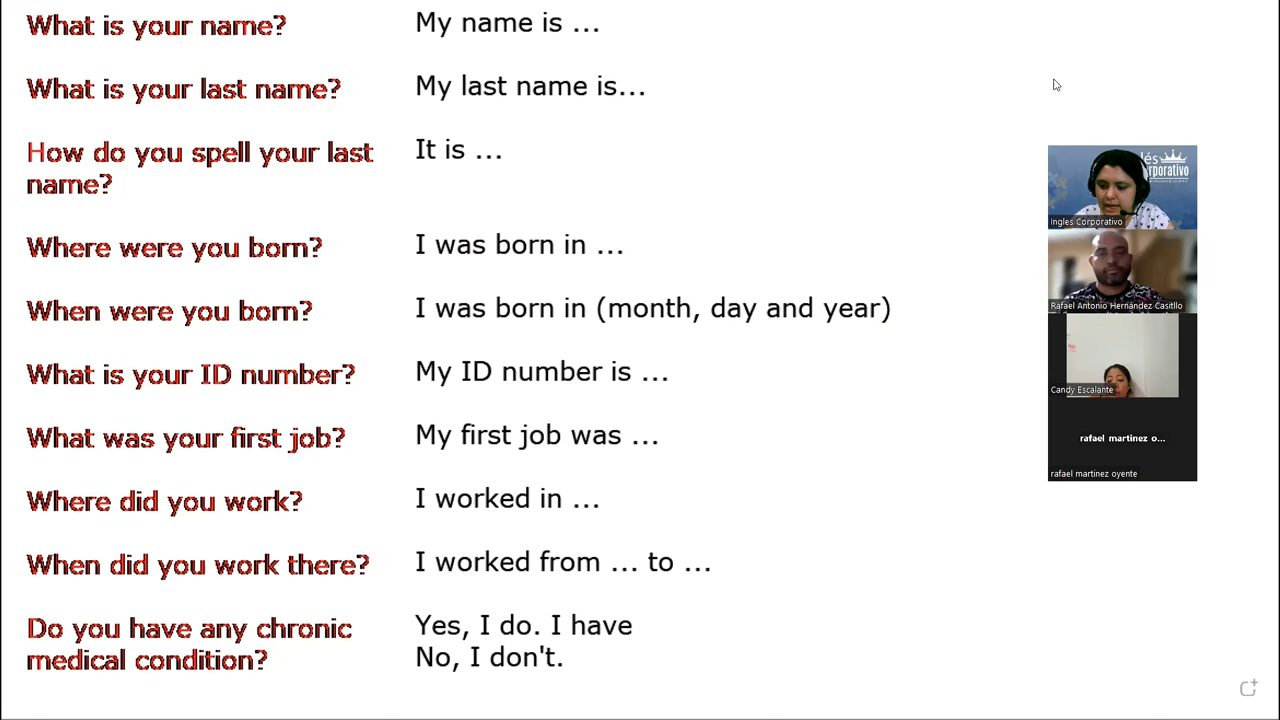 What is your name?
My name is ...
What is your last name?
My last name is...
How do you spell your last
name?
It is ...
Where were you born?
I was born in ...
When were you born?
I was born in (month, day and year)
What is your ID number?
My ID number is ...
What was your first job?
My first job was ...
Where did you work?
I worked in ...
When did you work there?
I worked from ... to ...
Do you have any chronic
medical condition?
Yes, I do. I have
No, I don't.
lés
rporativo
Ingles Corporativo
Rafael Antonio Hernández Casitllo
Candy Escalante
rafael martinez o...
rafael martinez oyente